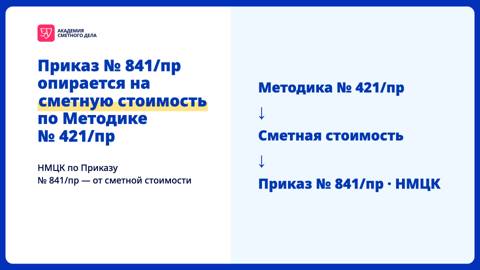 АКАДЕМИЯ
СМЕТНОГО ДЕЛА
Приказ № 841/пр
опирается на
сметную стоимость
по Методике
№ 421/пр
НМЦК по Приказу
№ 841/пр — от сметной стоимости
Методика № 421/пр
↓
Сметная стоимость
↓
Приказ № 841/пр · НМЦК